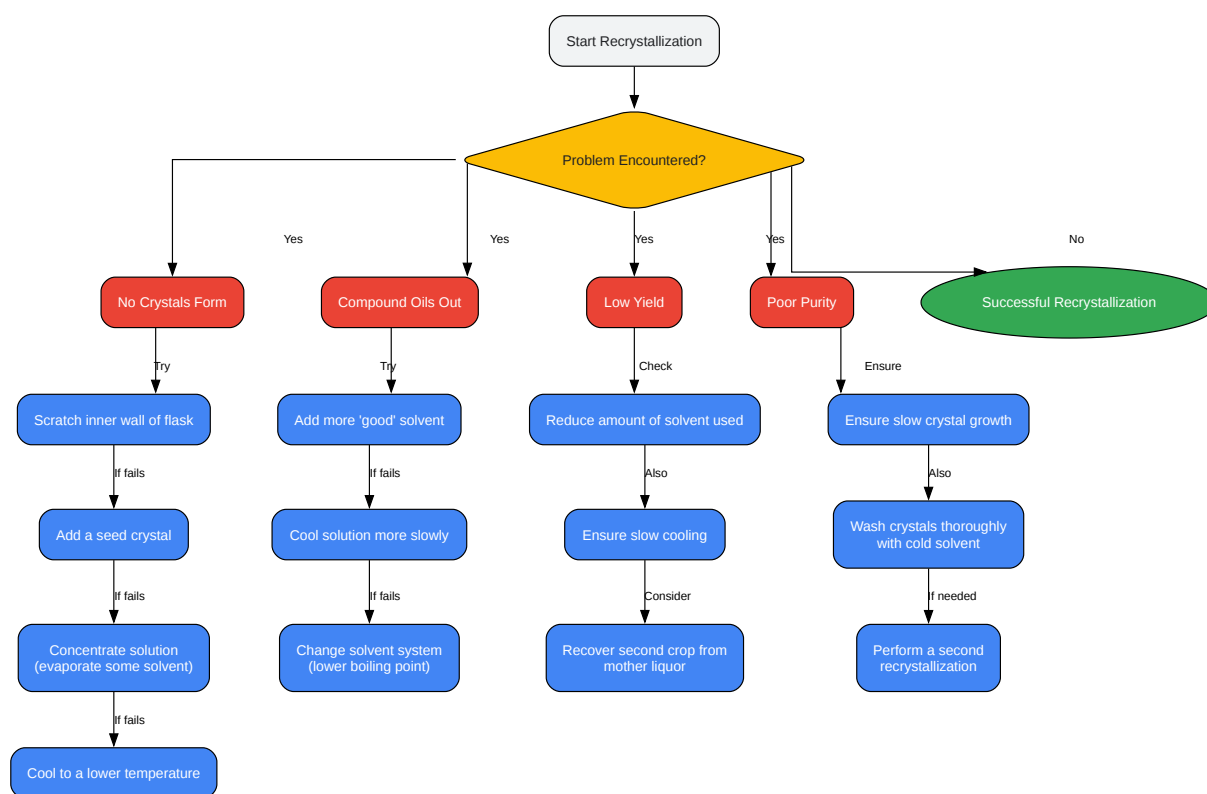 Start Recrystallization
Problem Encountered?
Yes
Yes
Yes
Yes
No
No Crystals Form
Compound Oils Out
Low Yield
Poor Purity
Successful Recrystallization
Try
Try
Check
Ensure
Scratch inner wall of flask
Add more 'good' solvent
Reduce amount of solvent used
Ensure slow crystal growth
If fails
If fails
Also
Also
Add a seed crystal
Cool solution more slowly
Ensure slow cooling
Wash crystals thoroughly
with cold solvent
If fails
If fails
Consider
If needed
Concentrate solution
(evaporate some solvent)
Change solvent system
(lower boiling point)
Recover second crop from
mother liquor
Perform a second
recrystallization
If fails
Cool to a lower temperature